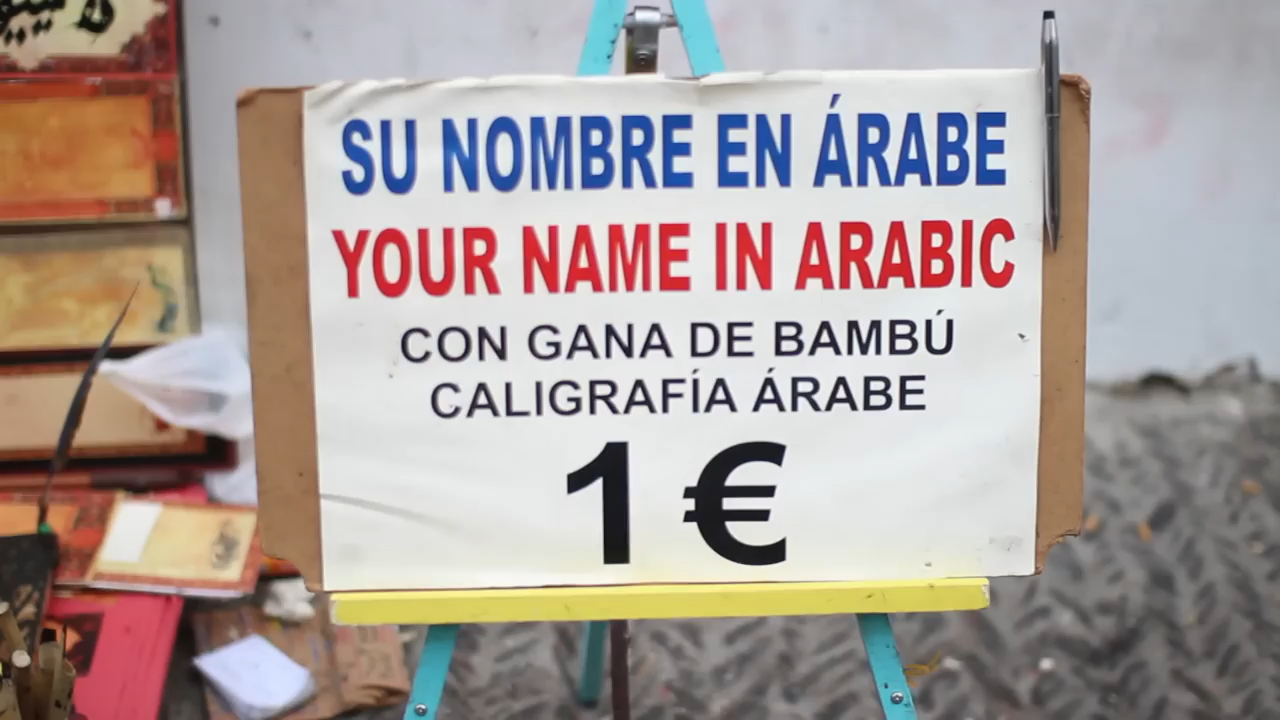 SU NOMBRE EN ÁRABE
YOUR NAME IN ARABIC
CON GANA DE BAMBÚ
CALIGRAFÍA ÁRABE
1 €